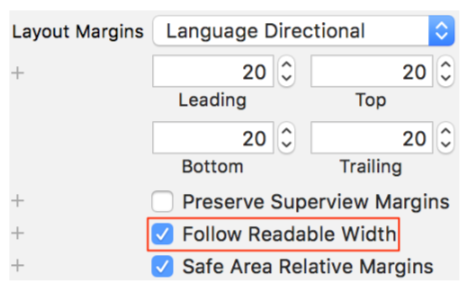 Layout Margins Language Directional
20 20
Leading Top
20 20
Bottom Trailing
Preserve Superview Margins
Follow Readable Width
Safe Area Relative Margins